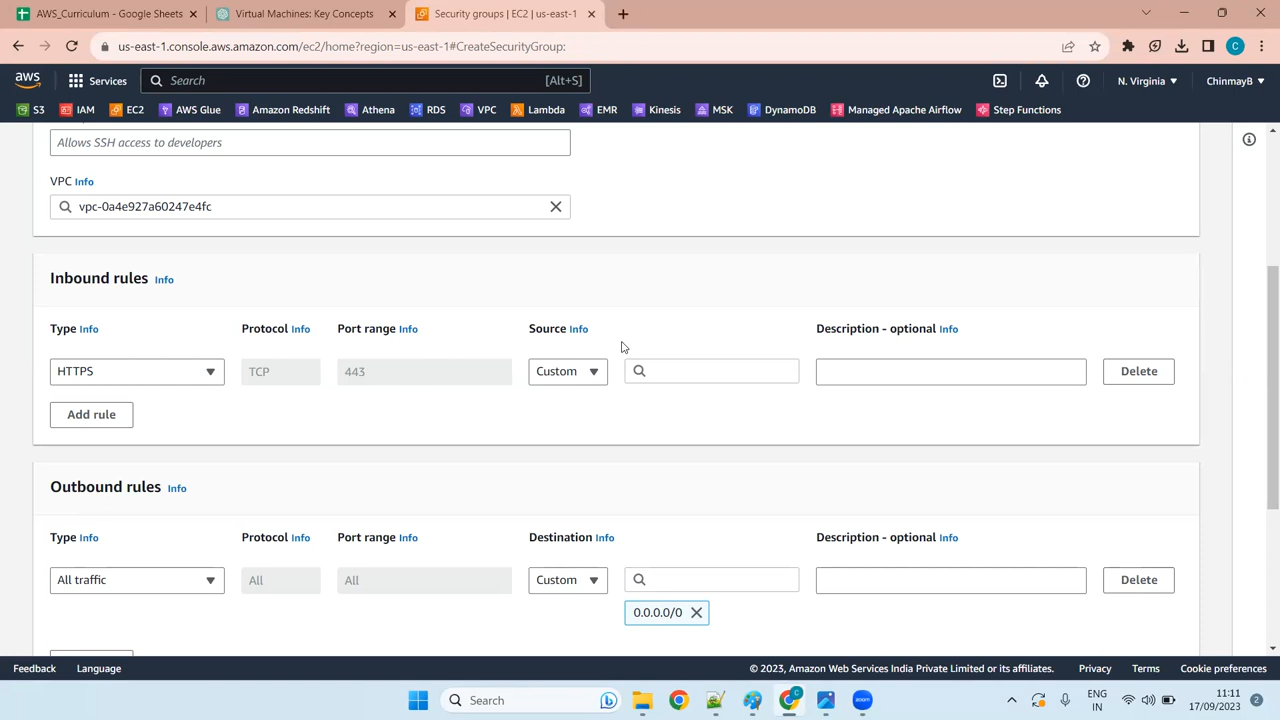 AWS_Curriculum - Google Sheets
Virtual Machines: Key Concepts
Security groups | EC2 | us-east-1
us-east-1.console.aws.amazon.com/ec2/home?region=us-east-1#CreateSecurityGroup:
C
aws
Services
Search
[Alt+S]
N. Virginia
ChinmayB
S3
IAM
EC2
AWS Glue
Amazon Redshift
Athena
RDS
VPC
Lambda
EMR
Kinesis
MSK
DynamoDB
Managed Apache Airflow
Step Functions
Allows SSH access to developers
VPC Info
vpc-0a4e927a60247e4fc
Inbound rules Info
Type Info
Protocol Info
Port range Info
Source Info
Description - optional Info
HTTPS
TCP
443
Custom
Delete
Add rule
Outbound rules Info
Type Info
Protocol Info
Port range Info
Destination Info
Description - optional Info
All traffic
All
All
Custom
Delete
0.0.0.0/0
Feedback
Language
© 2023, Amazon Web Services India Private Limited or its affiliates.
Privacy
Terms
Cookie preferences
Search
C
zoom
ENG
IN
11:11
17/09/2023
2